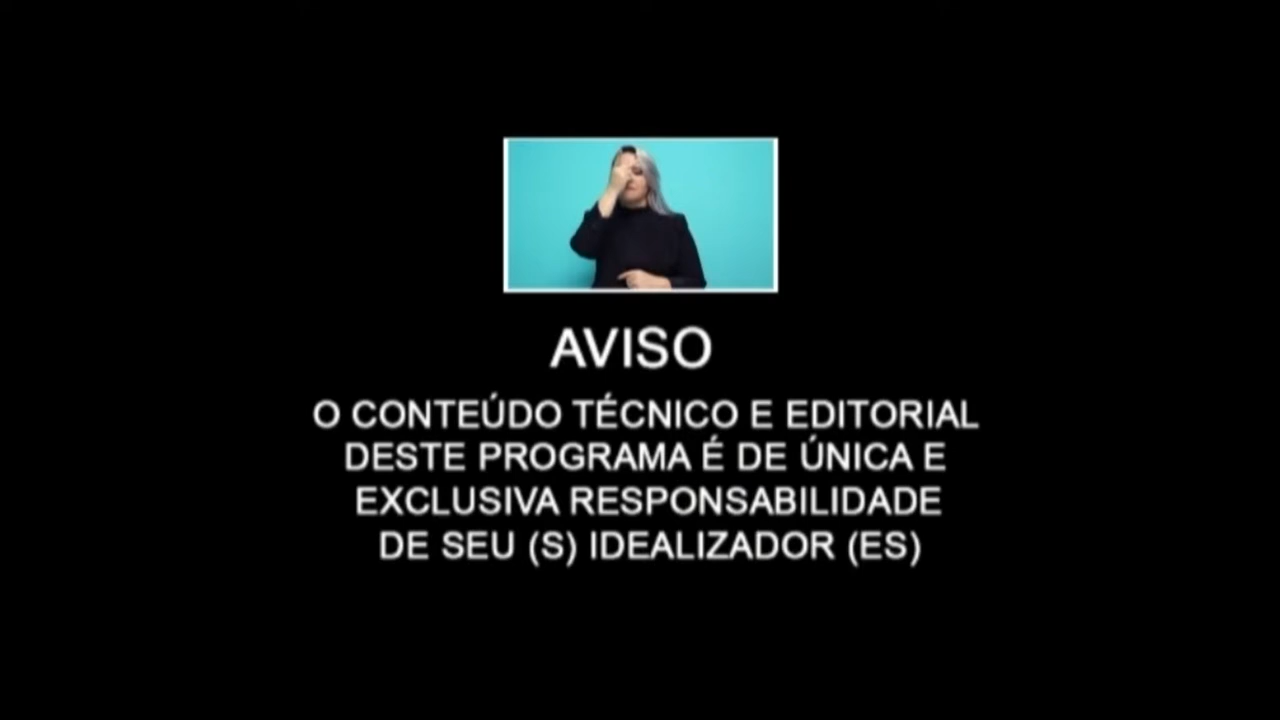 AVISO
O CONTEÚDO TÉCNICO E EDITORIAL
DESTE PROGRAMA É DE ÚNICA E
EXCLUSIVA RESPONSABILIDADE
DE SEU (S) IDEALIZADOR (ES)